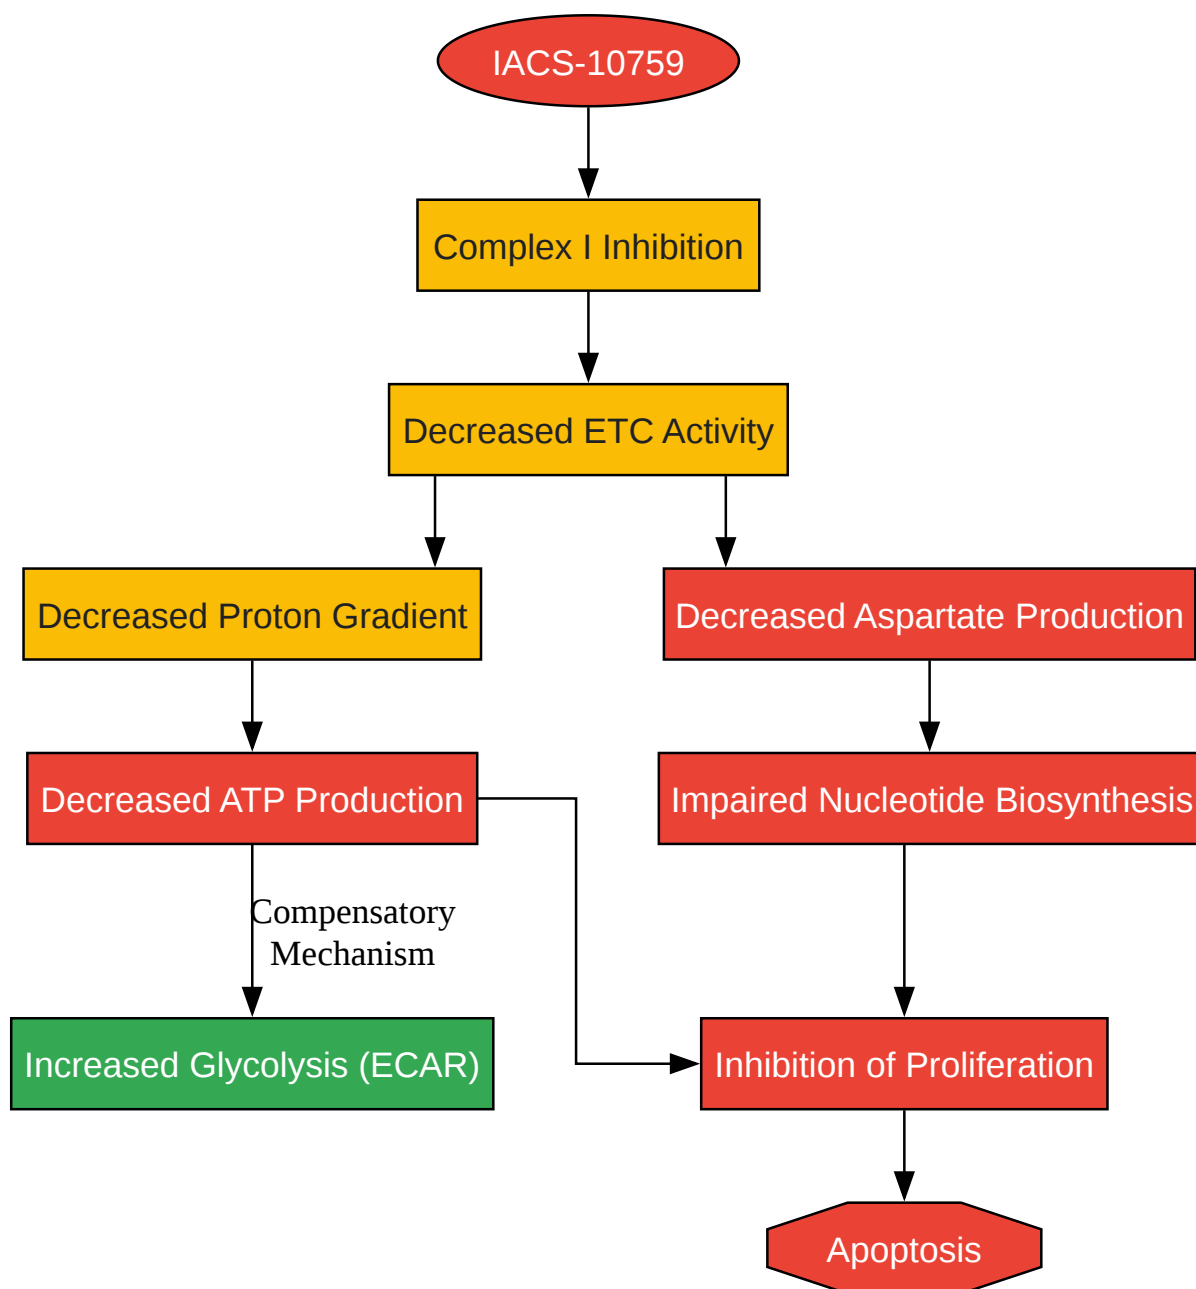 IACS-10759
Complex I Inhibition
Decreased ETC Activity
Decreased Proton Gradient
Decreased Aspartate Production
Decreased ATP Production
Impaired Nucleotide Biosynthesis
Compensatory
Mechanism
Increased Glycolysis (ECAR)
Inhibition of Proliferation
Apoptosis